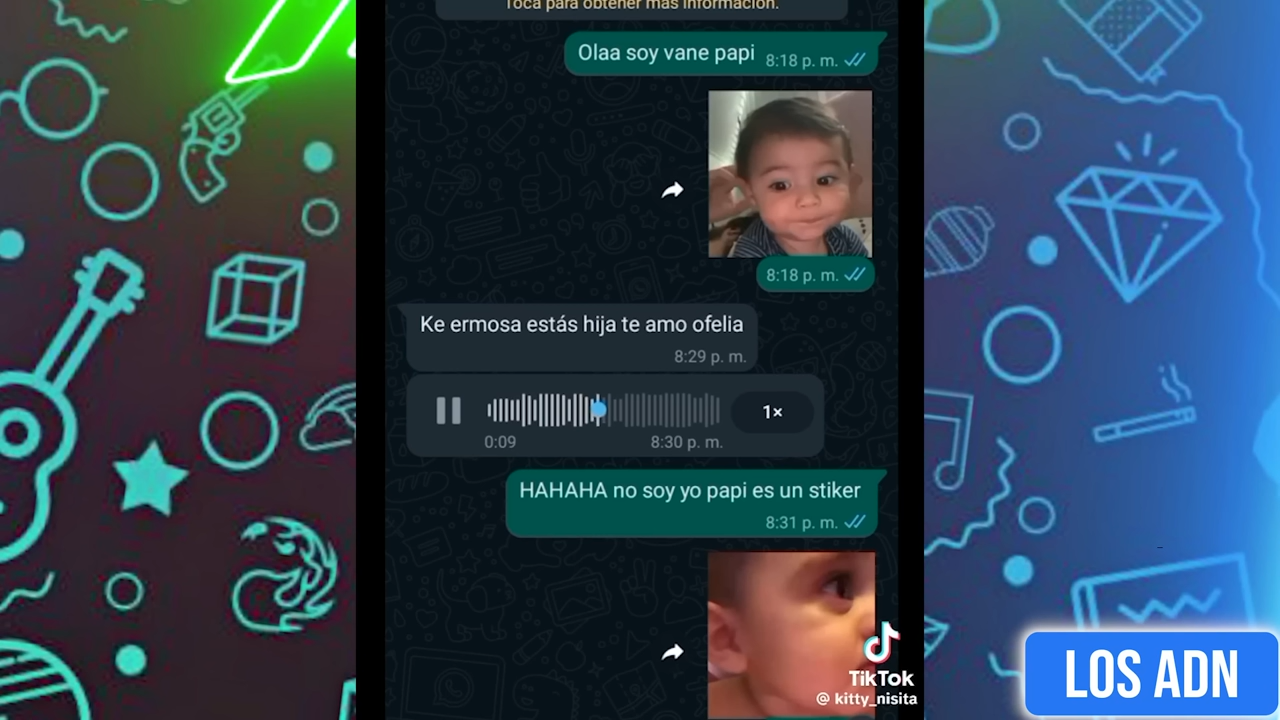 Toca para obtener más información.
Olaa soy vane papi 8:18 p. m.
8:18 p. m.
Ke ermosa estás hija te amo ofelia
8:29 p. m.
1×
0:09 8:30 p. m.
HAHAHA no soy yo papi es un stiker
8:31 p. m.
TikTok
@ kitty_nisita
LOS ADN